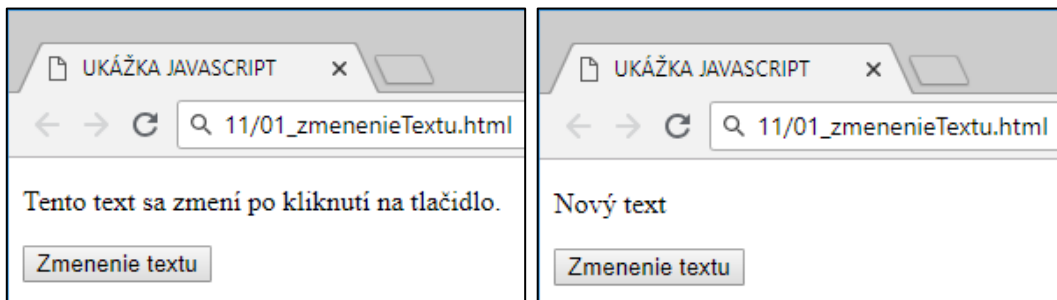 UKÁŽKA JAVASCRIPT
11/01_zmenenieTextu.html
Tento text sa zmení po kliknutí na tlačidlo.
Zmenenie textu
UKÁŽKA JAVASCRIPT
11/01_zmenenieTextu.html
Nový text
Zmenenie textu